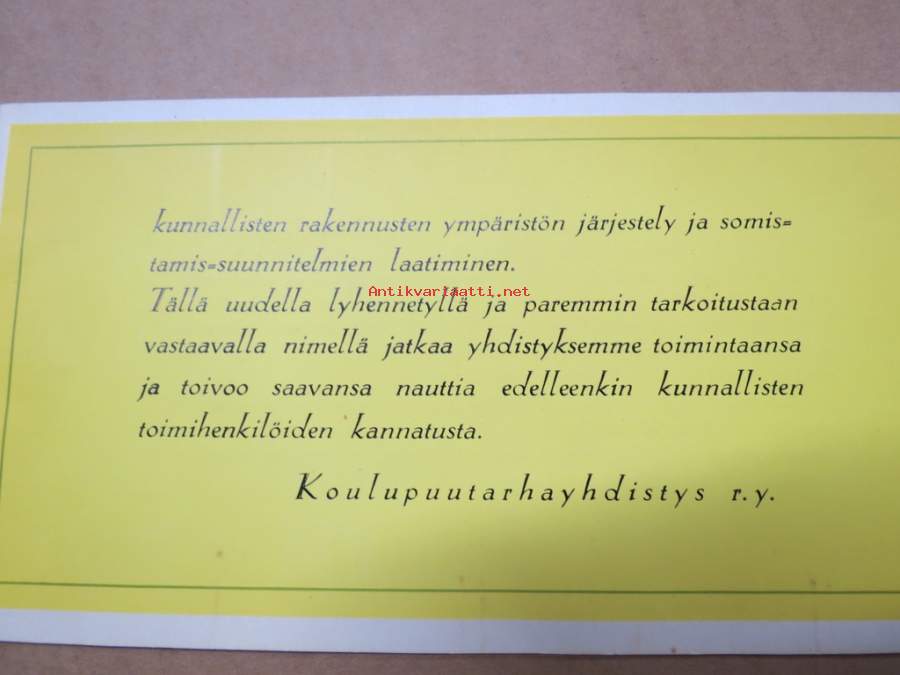 kunnallisten rakennusten ympäristön järjestely ja somis=
tamis=suunnitelmien laatiminen.
Antikvariaatti.net
Tällä uudella lyhennetyllä ja paremmin tarkoitustaan
vastaavalla nimellä jatkaa yhdistyksemme toimintaansa
ja toivoo saavansa nauttia edelleenkin kunnallisten
toimihenkilöiden kannatusta.
Koulupuutarhayhdistys r.y.